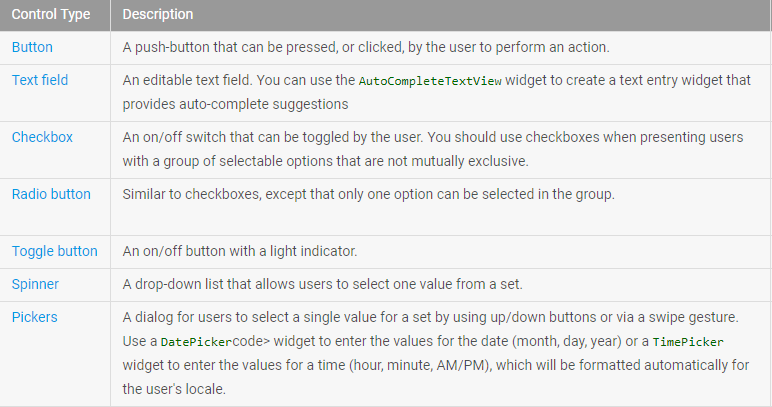 Control Type Description
Button A push-button that can be pressed, or clicked, by the user to perform an action.
Text field An editable text field. You can use the AutoCompleteTextView widget to create a text entry widget that
provides auto-complete suggestions
Checkbox An on/off switch that can be toggled by the user. You should use checkboxes when presenting users
with a group of selectable options that are not mutually exclusive.
Radio button Similar to checkboxes, except that only one option can be selected in the group.
Toggle button An on/off button with a light indicator.
Spinner A drop-down list that allows users to select one value from a set.
Pickers A dialog for users to select a single value for a set by using up/down buttons or via a swipe gesture.
Use a DatePickercode> widget to enter the values for the date (month, day, year) or a TimePicker
widget to enter the values for a time (hour, minute, AM/PM), which will be formatted automatically for
the user's locale.